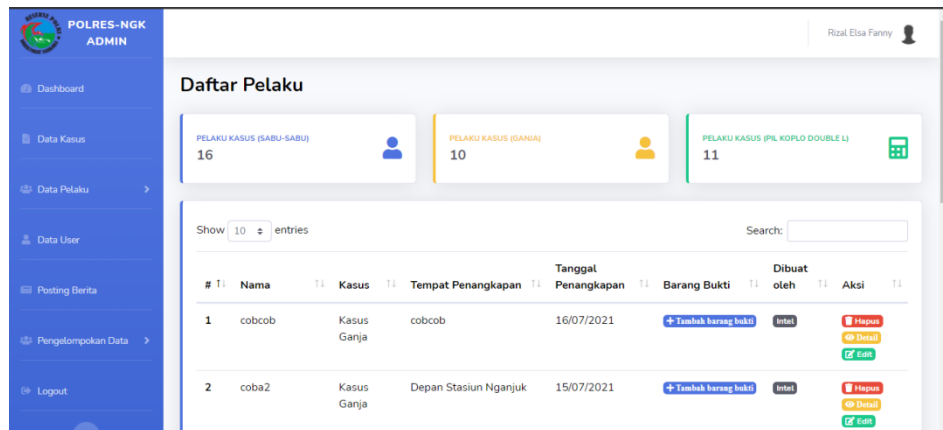 POLRES-NGK
ADMIN
Rizal Elsa Fanny
Dashboard
Data Kasus
Data Pelaku
Data User
Posting Berita
Pengelompokan Data
Logout
Daftar Pelaku
PELAKU KASUS (SABU-SABU)
16
PELAKU KASUS (GANJA)
10
PELAKU KASUS (PIL KOPLO DOUBLE L)
11
Show 10 entries
Search:
# Nama Kasus Tempat Penangkapan Tanggal Penangkapan Barang Bukti Dibuat oleh Aksi
1 cobcob Kasus Ganja cobcob 16/07/2021 + Tambah barang bukti Intel Hapus
Detail
Edit
2 coba2 Kasus Ganja Depan Stasiun Nganjuk 15/07/2021 + Tambah barang bukti Intel Hapus
Detail
Edit